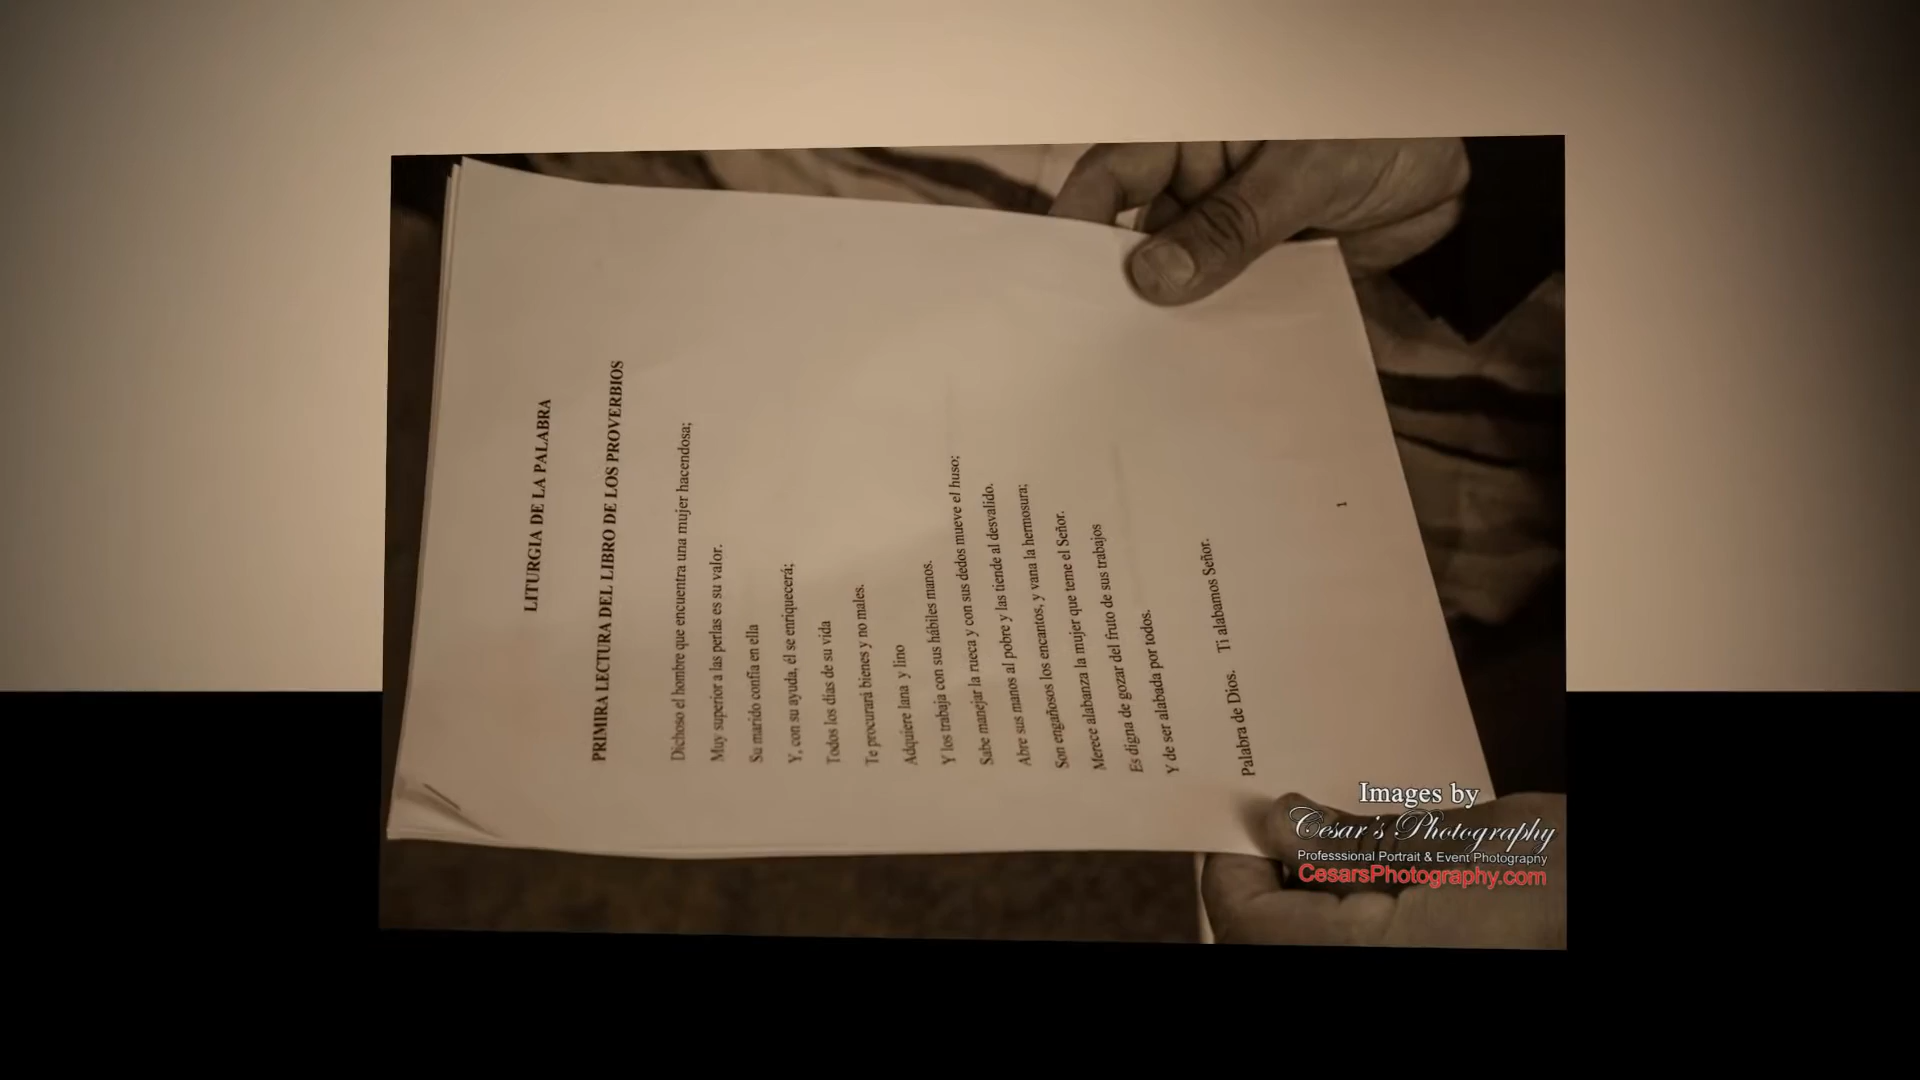 LITURGIA DE LA PALABRA
PRIMIRA LECTURA DEL LIBRO DE LOS PROVERBIOS
Dichoso el hombre que encuentra una mujer hacendosa;
Muy superior a las perlas es su valor.
Su marido confía en ella
Y, con su ayuda, él se enriquecerá;
Todos los días de su vida
Te procurará bienes y no males.
Adquiere lana y lino
Y los trabaja con sus hábiles manos.
Sabe manejar la rueca y con sus dedos mueve el huso;
Abre sus manos al pobre y las tiende al desvalido.
Son engañosos los encantos, y vana la hermosura;
Merece alabanza la mujer que teme el Señor.
Es digna de gozar del fruto de sus trabajos
Y de ser alabada por todos.
Palabra de Dios. Ti alabamos Señor.
1
Images by
Cesar's Photography
Professsional Portrait & Event Photography
CesarsPhotography.com